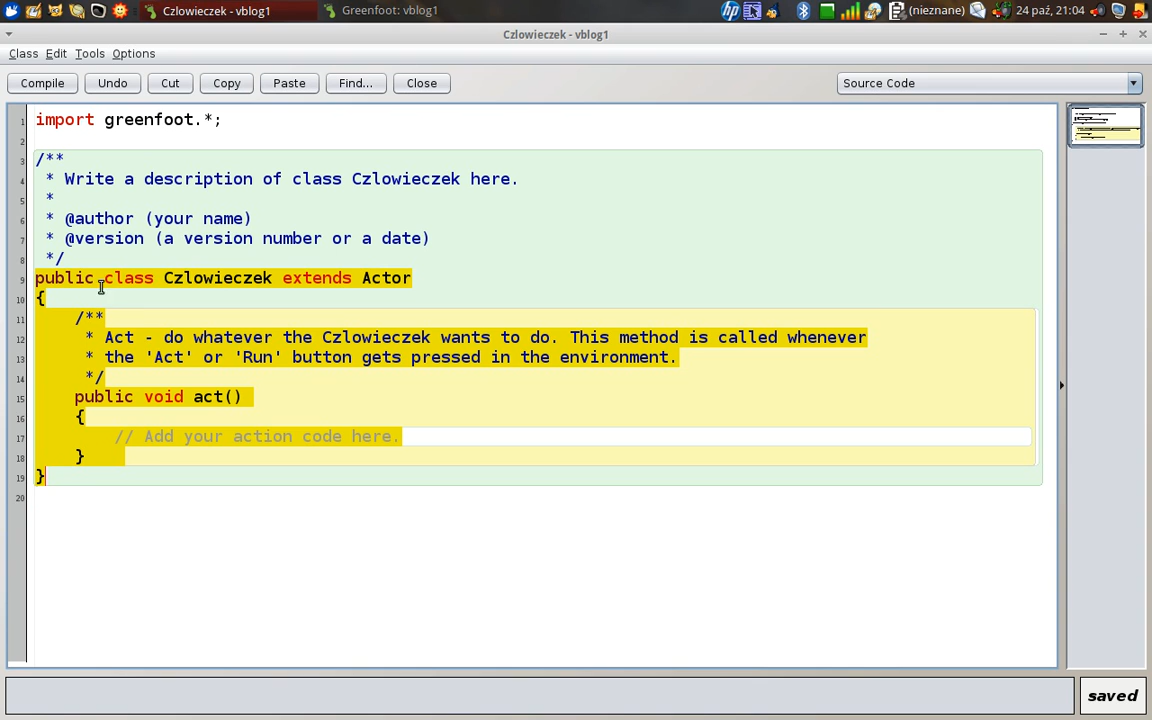 Czlowieczek - vblog1
Greenfoot: vblog1
(nieznane)
24 paź, 21:04
Czlowieczek - vblog1
Class Edit Tools Options
Compile Undo Cut Copy Paste Find... Close Source Code
1 import greenfoot.*;
2
3 /**
4 * Write a description of class Czlowieczek here.
5 *
6 * @author (your name)
7 * @version (a version number or a date)
8 */
9 public class Czlowieczek extends Actor
10 {
11 /**
12 * Act - do whatever the Czlowieczek wants to do. This method is called whenever
13 * the 'Act' or 'Run' button gets pressed in the environment.
14 */
15 public void act()
16 {
17 // Add your action code here.
18 }
19 }
20
saved